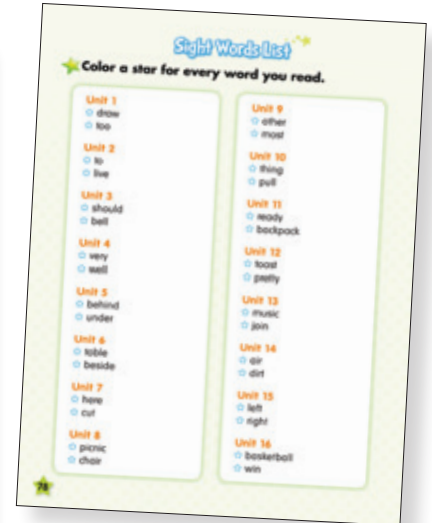 Sight Words List
Color a star for every word you read.
Unit 1
draw
too
Unit 2
to
live
Unit 3
should
bell
Unit 4
very
well
Unit 5
behind
under
Unit 6
table
beside
Unit 7
here
cut
Unit 8
picnic
chair
Unit 9
other
most
Unit 10
thing
pull
Unit 11
ready
backpack
Unit 12
toast
pretty
Unit 13
music
join
Unit 14
air
dirt
Unit 15
left
right
Unit 16
basketball
win
78